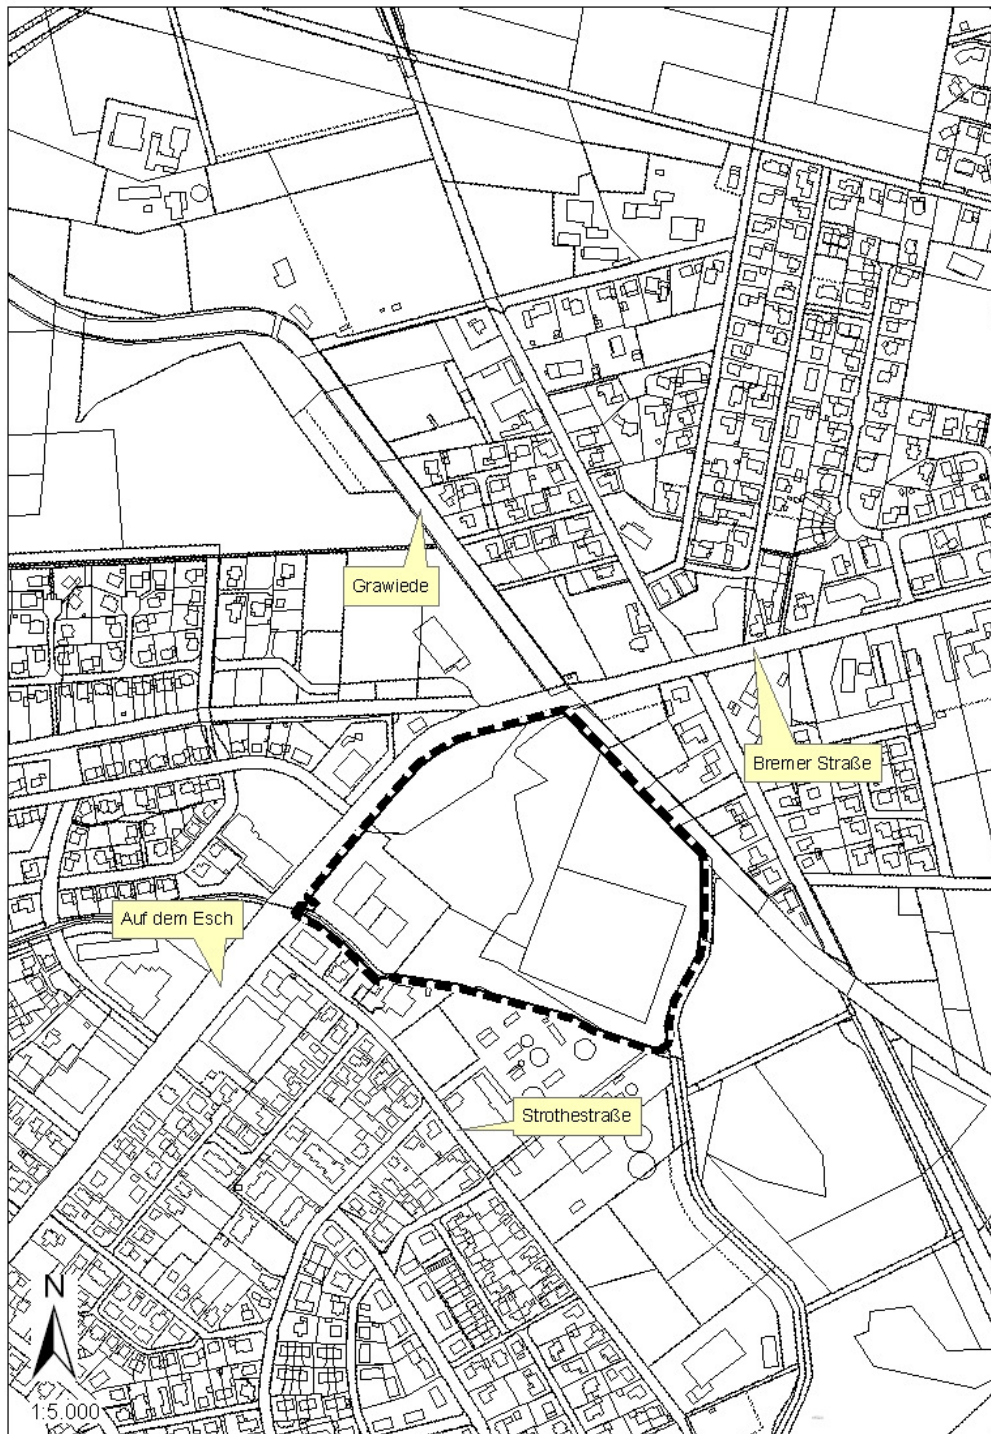 Grawiede
Bremer Straße
Auf dem Esch
Strothestraße
N
1:5.000